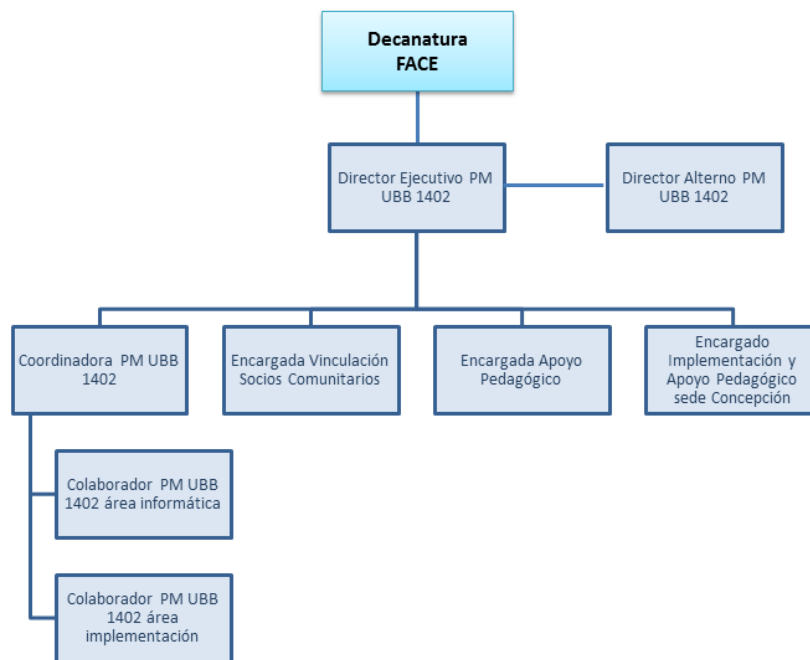 Decanatura
FACE
Director Ejecutivo PM
UBB 1402
Director Alterno PM
UBB 1402
Coordinadora PM UBB
1402
Encargada Vinculación
Socios Comunitarios
Encargada Apoyo
Pedagógico
Encargado
Implementación y
Apoyo Pedagógico
sede Concepción
Colaborador PM UBB
1402 área informática
Colaborador PM UBB
1402 área
implementación